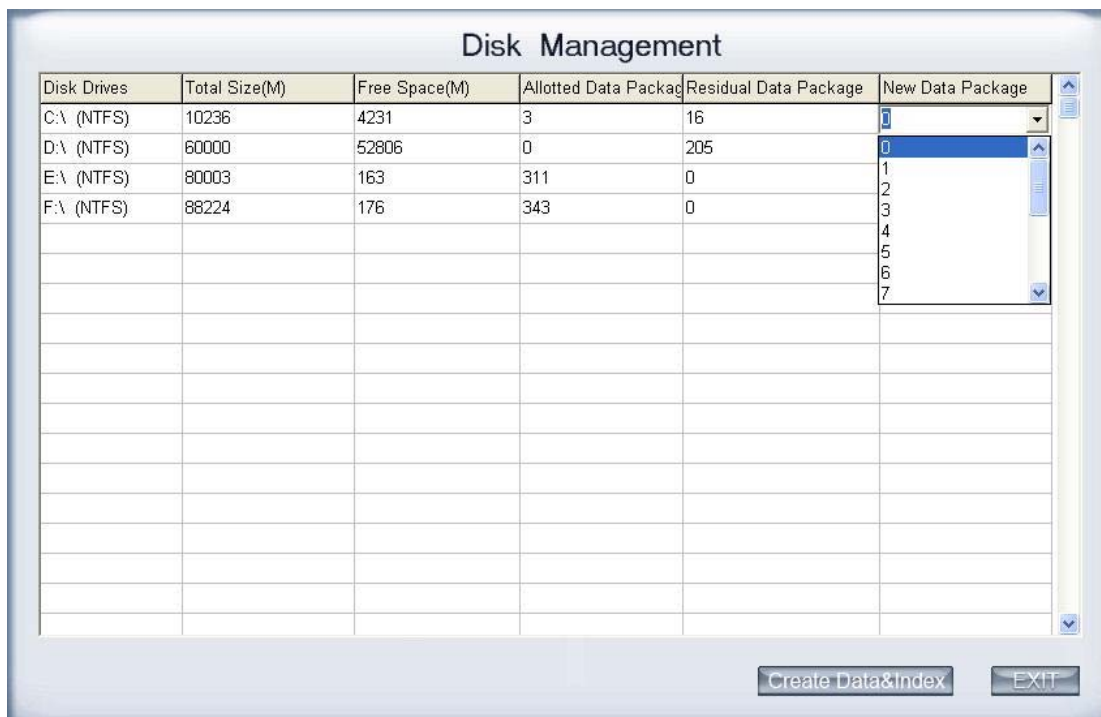 Disk Management
Disk Drives Total Size(M) Free Space(M) Allotted Data Packag Residual Data Package New Data Package
C:\ (NTFS) 10236 4231 3 16 0
D:\ (NTFS) 60000 52806 0 205 0
E:\ (NTFS) 80003 163 311 0 1
2
F:\ (NTFS) 88224 176 343 0 3
4
5
6
7
Create Data&Index EXIT